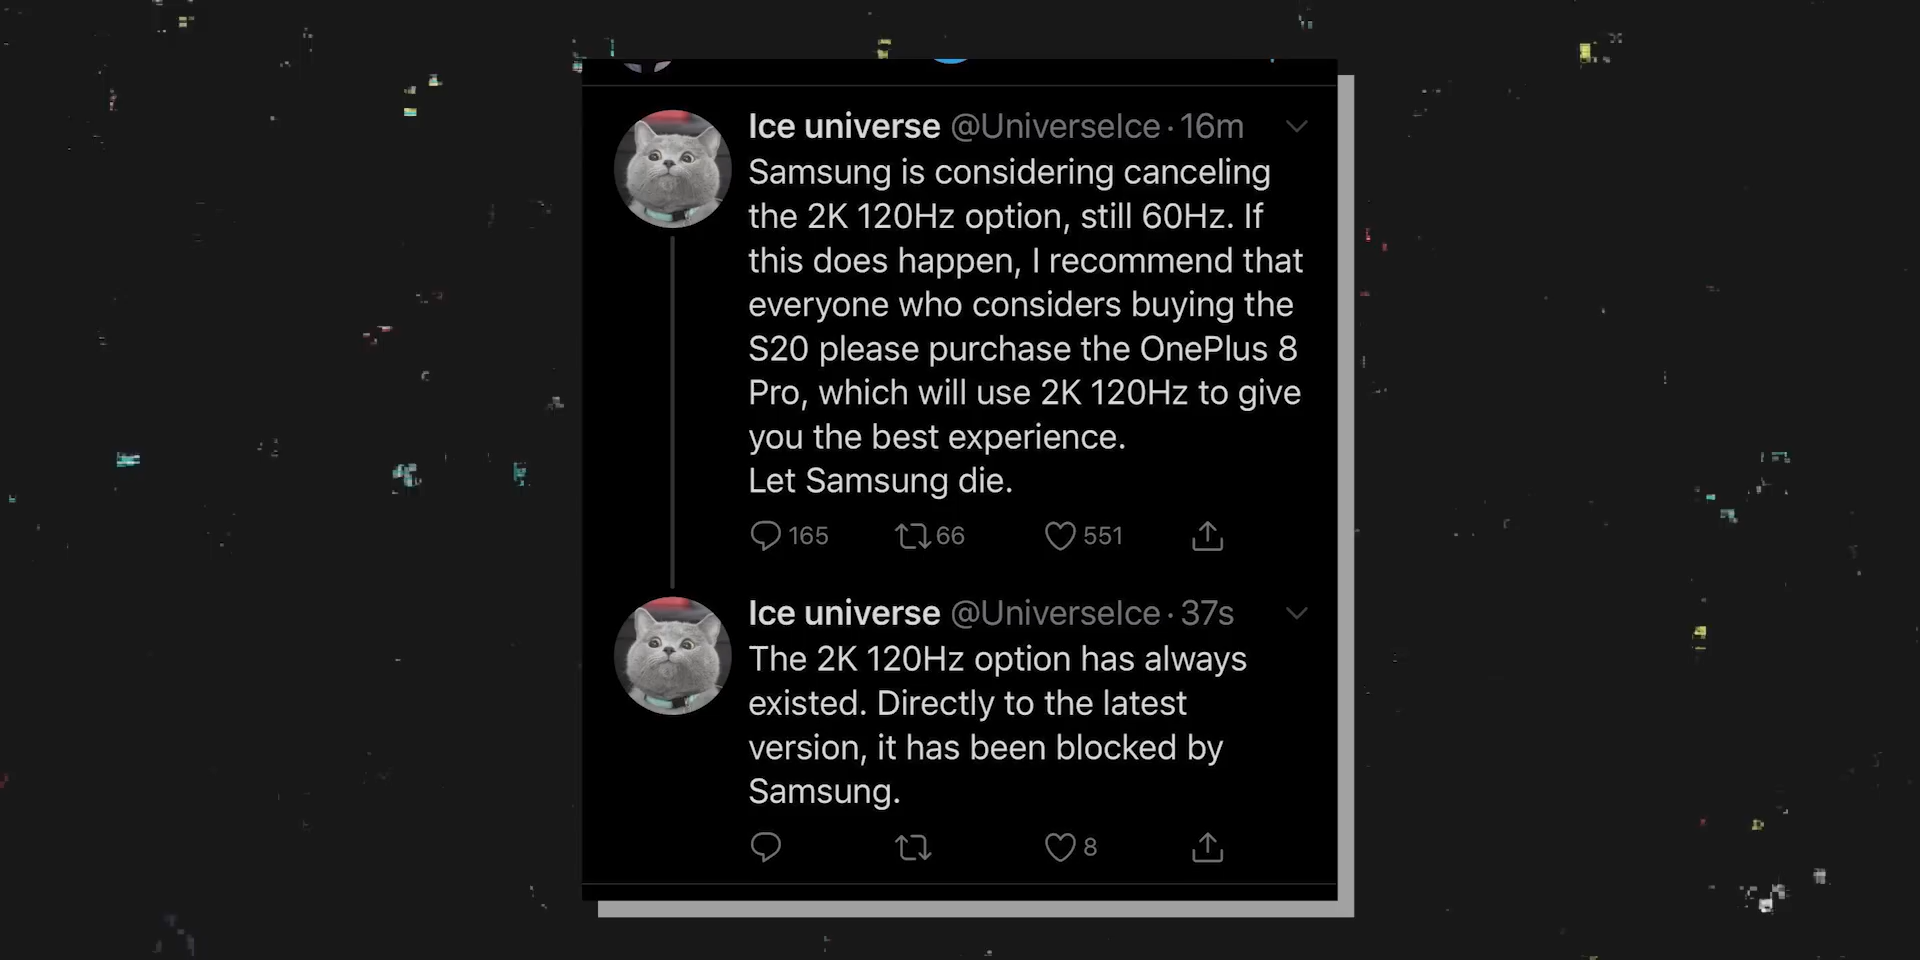 Ice universe @UniverseIce · 16m
Samsung is considering canceling
the 2K 120Hz option, still 60Hz. If
this does happen, I recommend that
everyone who considers buying the
S20 please purchase the OnePlus 8
Pro, which will use 2K 120Hz to give
you the best experience.
Let Samsung die.
165 66 551
Ice universe @UniverseIce · 37s
The 2K 120Hz option has always
existed. Directly to the latest
version, it has been blocked by
Samsung.
8